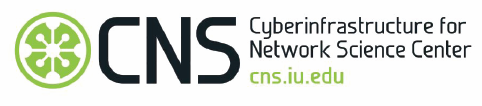 CNS
Cyberinfrastructure for
Network Science Center
cns.iu.edu